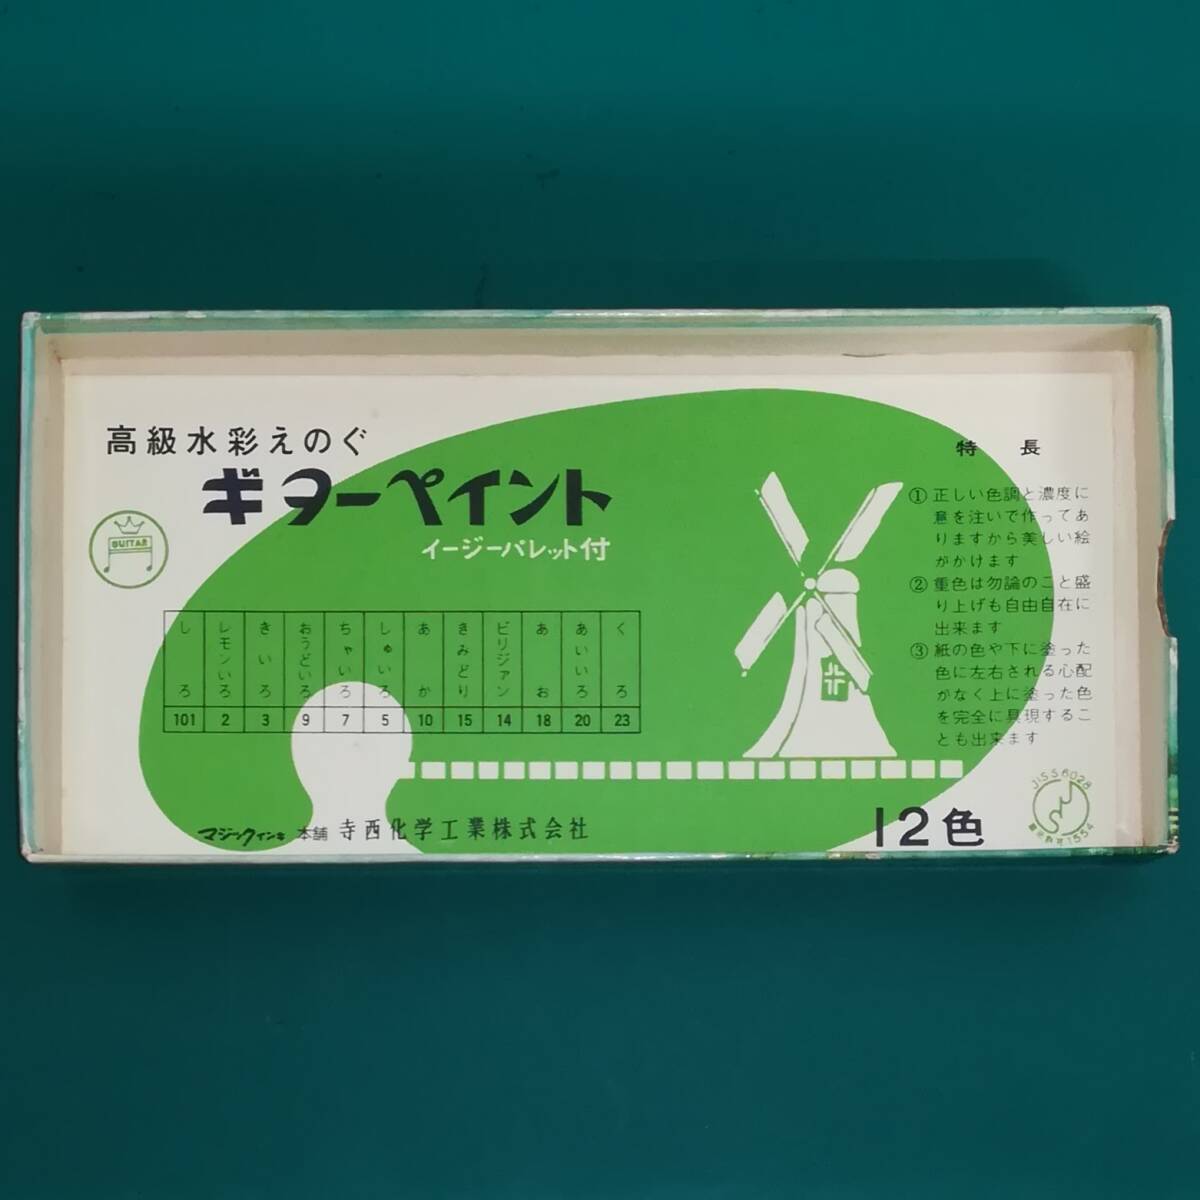 高級水彩えのぐ
ギターペイント
イージーパレット付
GUITAR
しろ 101
レモンいろ 2
きいろ 3
おうどいろ 9
ちゃいろ 7
しゅいろ 5
あか 10
きみどり 15
ビリジァン 14
あお 18
あいいろ 20
くろ 23
特長
① 正しい色調と濃度に
意を注いで作ってあ
りますから美しい絵
がかけます
② 重色は勿論のこと盛
り上げも自由自在に
出来ます
③ 紙の色や下に塗った
色に左右される心配
がなく上に塗った色
を完全に具現するこ
とも出来ます
マジックインキ 本舗 寺西化学工業株式会社
12色
JIS S 6028
1554